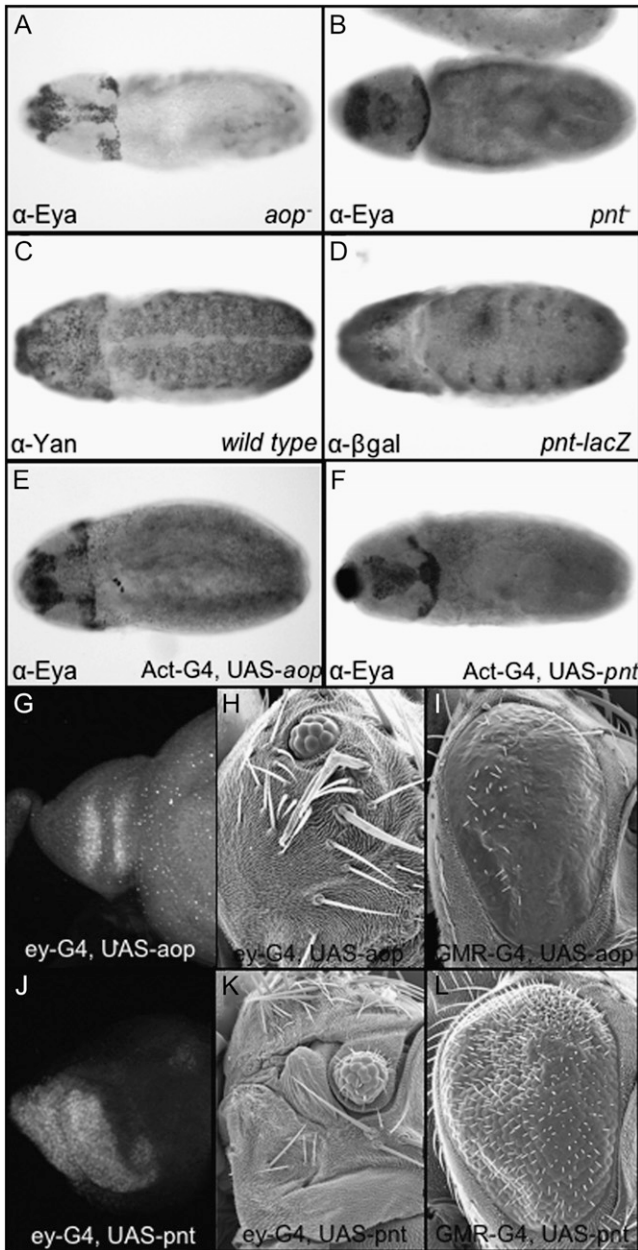 A
B
α-Eya
aop⁻
α-Eya
pnt⁻
C
D
α-Yan
wild type
α-βgal
pnt-lacZ
E
F
α-Eya
Act-G4, UAS-aop
α-Eya
Act-G4, UAS-pnt
G
H
I
ey-G4, UAS-aop
ey-G4, UAS-aop
GMR-G4, UAS-aop
J
K
L
ey-G4, UAS-pnt
ey-G4, UAS-pnt
GMR-G4, UAS-pnt